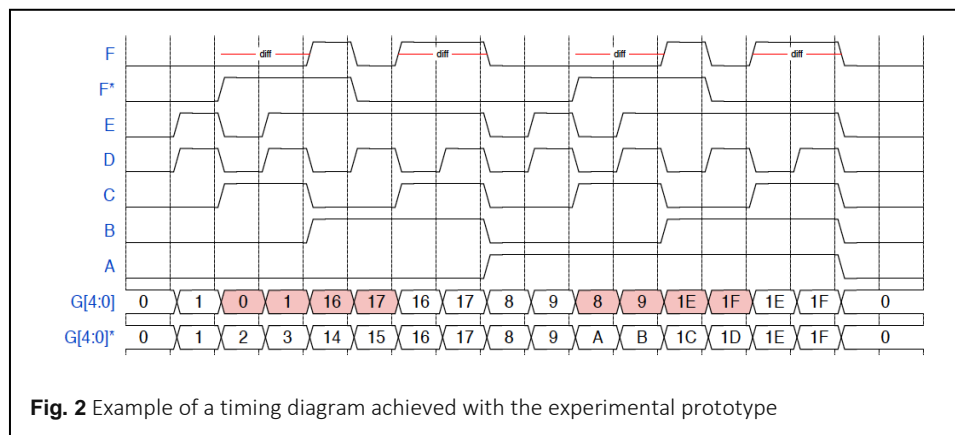 F diff diff diff diff
F*
E
D
C
B
A
G[4:0] 0 1 0 1 16 17 16 17 8 9 8 9 1E 1F 1E 1F 0
G[4:0]* 0 1 2 3 14 15 16 17 8 9 A B 1C 1D 1E 1F 0
Fig. 2 Example of a timing diagram achieved with the experimental prototype